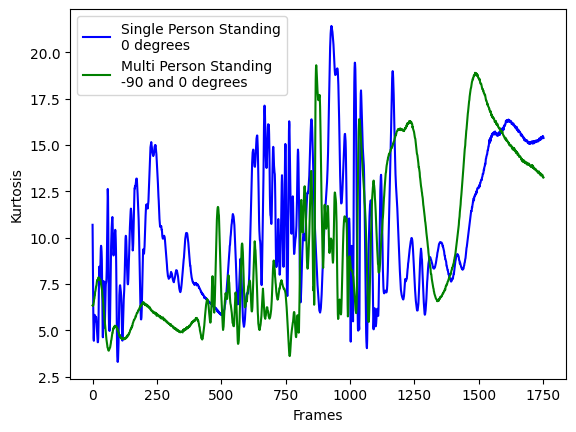 Single Person Standing
0 degrees
Multi Person Standing
-90 and 0 degrees
Kurtosis
20.0
17.5
15.0
12.5
10.0
7.5
5.0
2.5
0
250
500
750
1000
1250
1500
1750
Frames